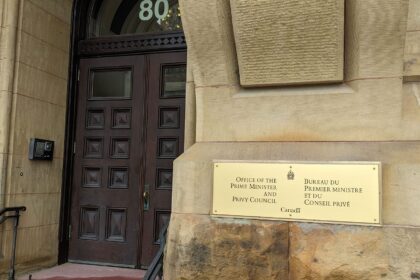 80
Office of the
Prime Minister
and
Privy Council
Bureau du
Premier ministre
et du
Conseil privé
Canada